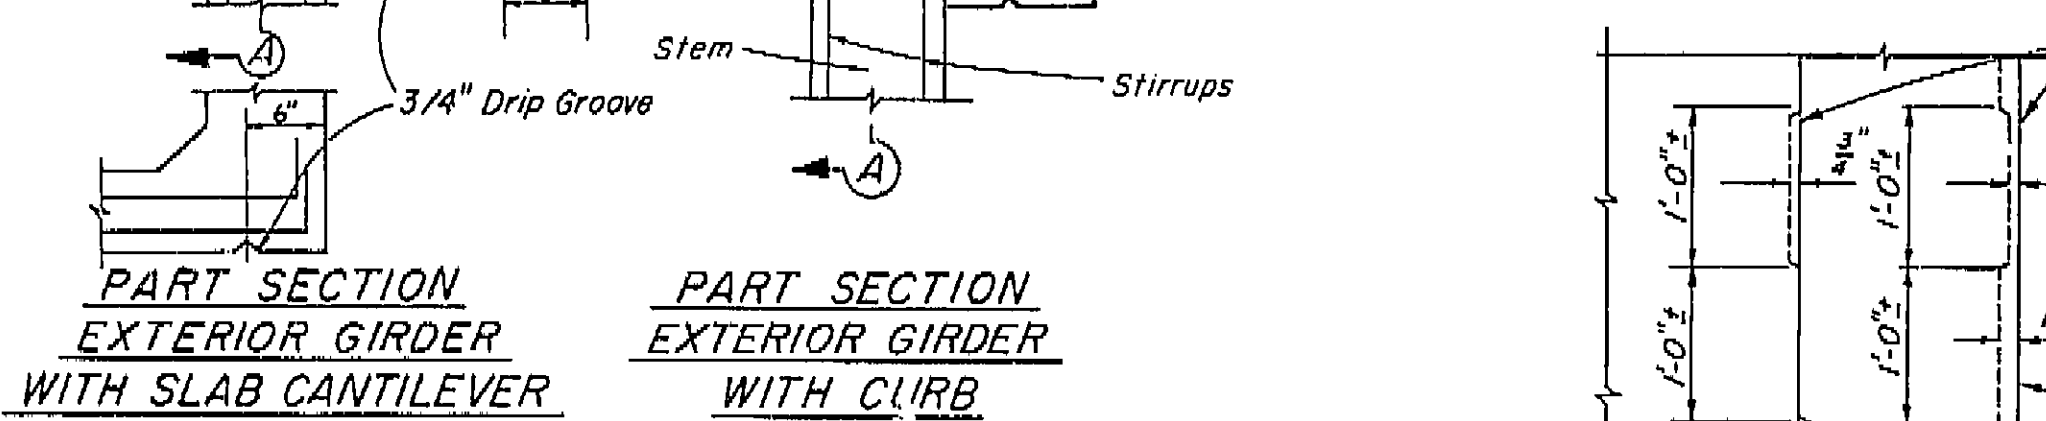 A
3/4" Drip Groove
6"
PART SECTION
EXTERIOR GIRDER
WITH SLAB CANTILEVER
Stem
Stirrups
A
PART SECTION
EXTERIOR GIRDER
WITH CURB
1'-0"±
3/4"
1'-0"±
1'-0"±
1'-0"±